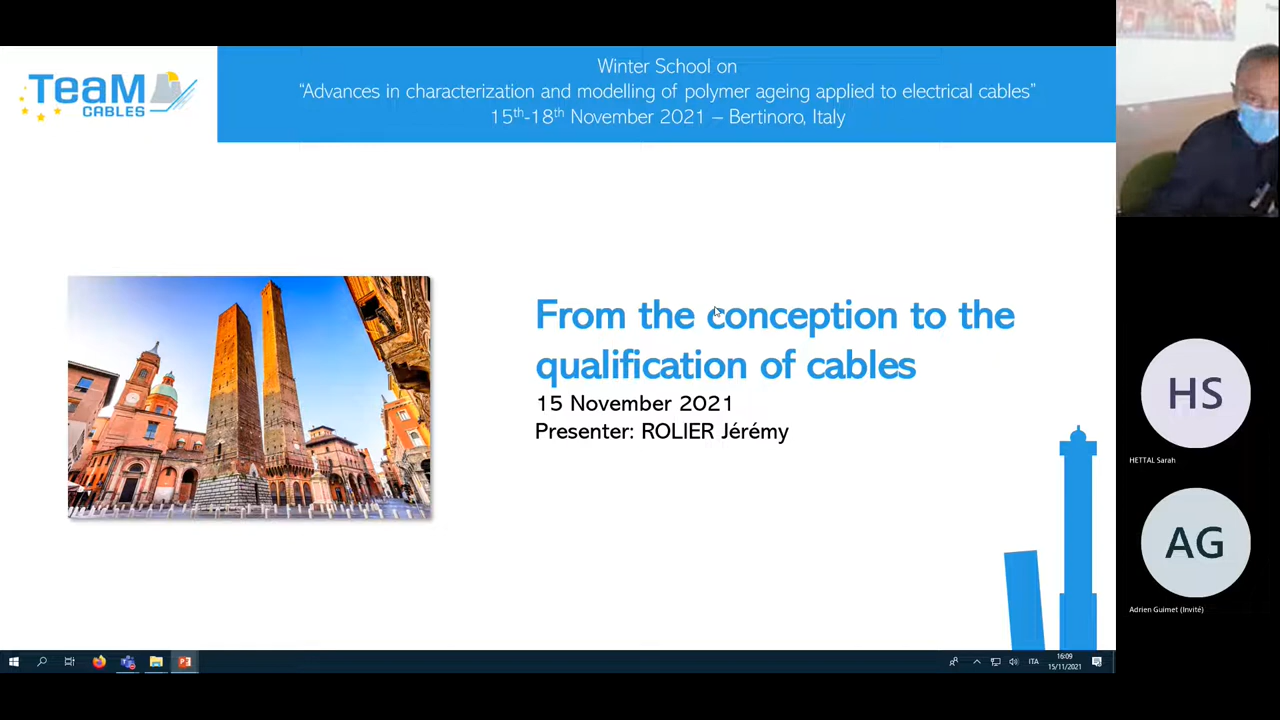 TeaM
CABLES
Winter School on
“Advances in characterization and modelling of polymer ageing applied to electrical cables”
15th-18th November 2021 – Bertinoro, Italy
From the conception to the
qualification of cables
15 November 2021
Presenter: ROLIER Jérémy
HS
HETTAL Sarah
AG
Adrien Guimet (Invité)
ITA
16:09
15/11/2021